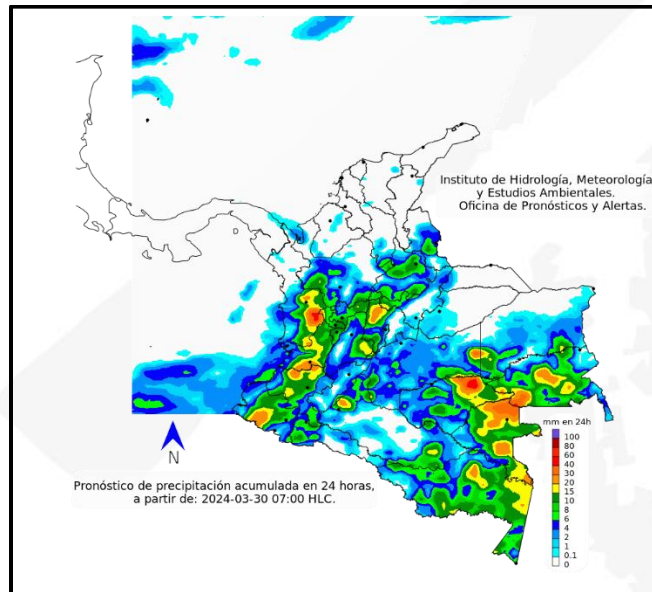 Instituto de Hidrología, Meteorología
y Estudios Ambientales.
Oficina de Pronósticos y Alertas.
mm en 24h
100
80
60
40
30
20
15
10
8
6
4
2
1
0.1
0
N
Pronóstico de precipitación acumulada en 24 horas,
a partir de: 2024-03-30 07:00 HLC.